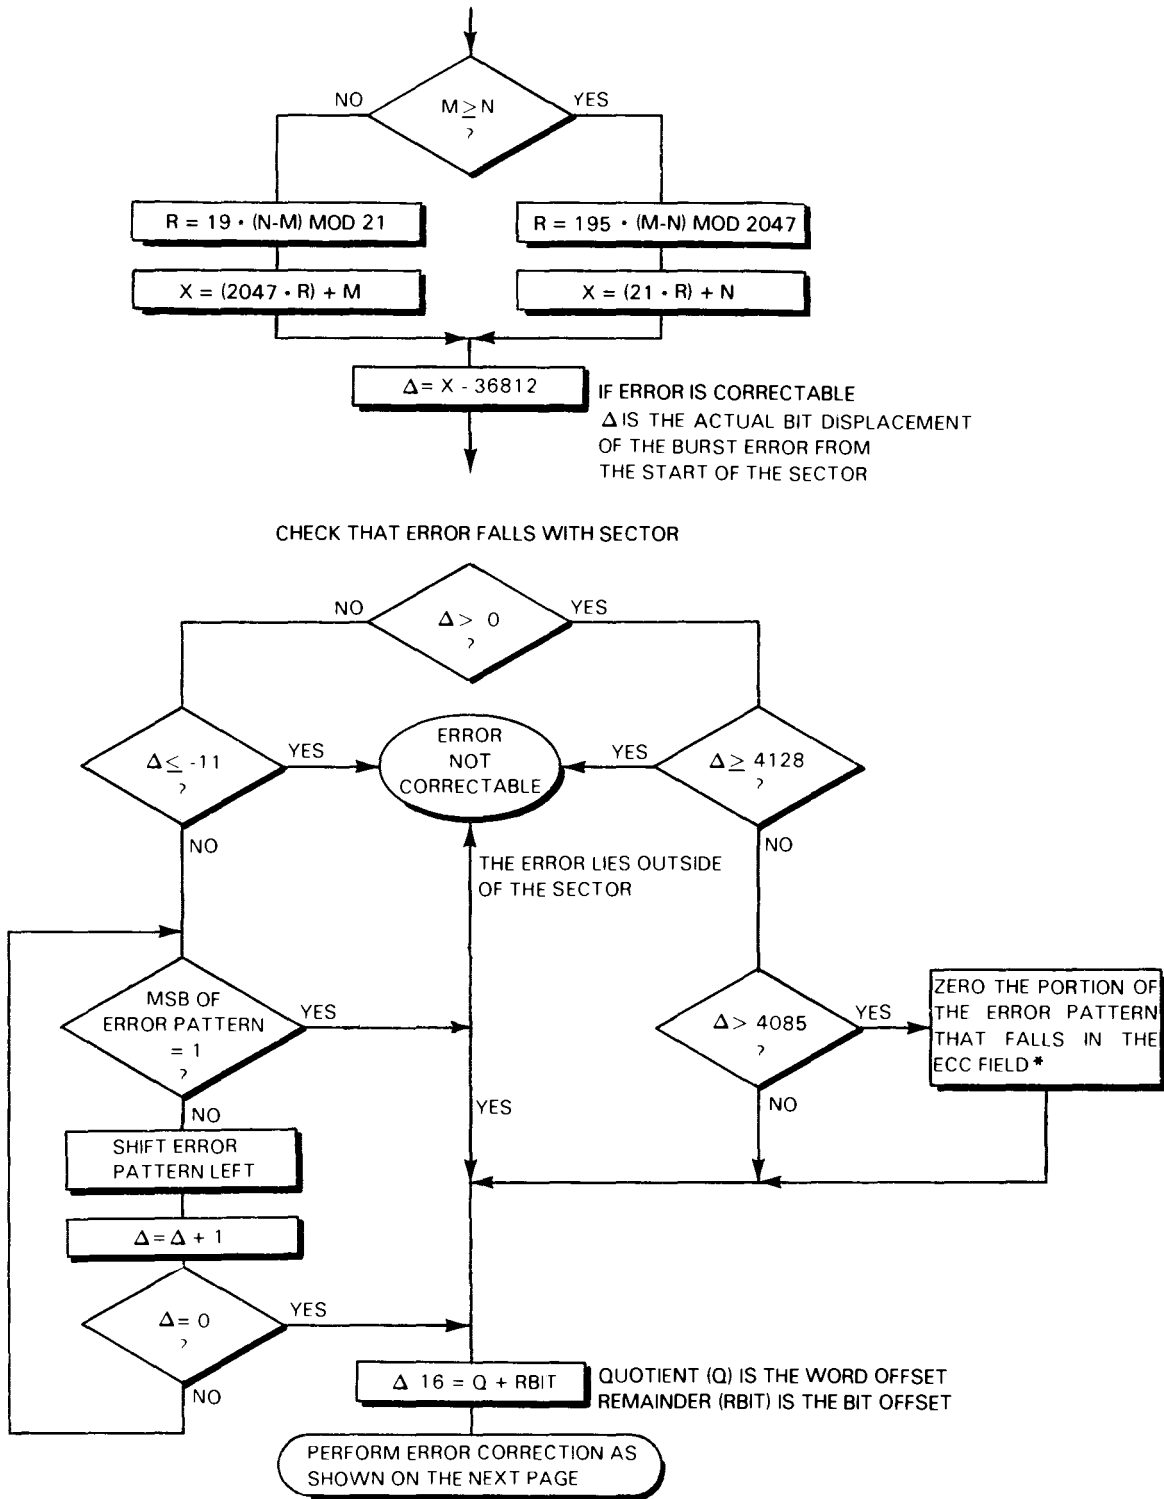 M ≥ N
?
NO
YES
R = 19 • (N-M) MOD 21
R = 195 • (M-N) MOD 2047
X = (2047 • R) + M
X = (21 • R) + N
Δ = X - 36812
IF ERROR IS CORRECTABLE
Δ IS THE ACTUAL BIT DISPLACEMENT
OF THE BURST ERROR FROM
THE START OF THE SECTOR
CHECK THAT ERROR FALLS WITH SECTOR
NO
Δ > 0
?
YES
Δ ≤ -11
?
YES
NO
ERROR
NOT
CORRECTABLE
YES
Δ ≥ 4128
?
NO
THE ERROR LIES OUTSIDE
OF THE SECTOR
MSB OF
ERROR PATTERN
= 1
?
YES
NO
YES
Δ > 4085
?
YES
NO
ZERO THE PORTION OF
THE ERROR PATTERN
THAT FALLS IN THE
ECC FIELD*
SHIFT ERROR
PATTERN LEFT
Δ = Δ + 1
Δ = 0
?
YES
NO
Δ 16 = Q + RBIT
QUOTIENT (Q) IS THE WORD OFFSET
REMAINDER (RBIT) IS THE BIT OFFSET
PERFORM ERROR CORRECTION AS
SHOWN ON THE NEXT PAGE